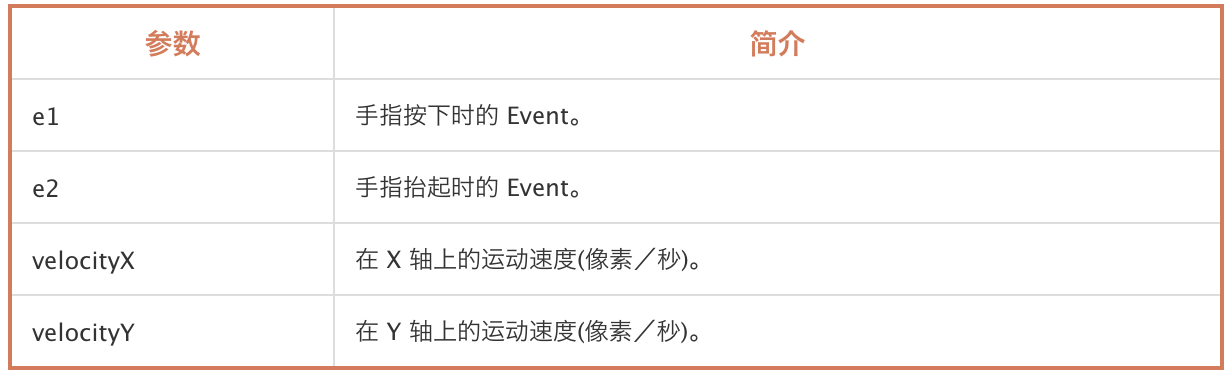 参数 简介
e1 手指按下时的 Event。
e2 手指抬起时的 Event。
velocityX 在 X 轴上的运动速度(像素／秒)。
velocityY 在 Y 轴上的运动速度(像素／秒)。